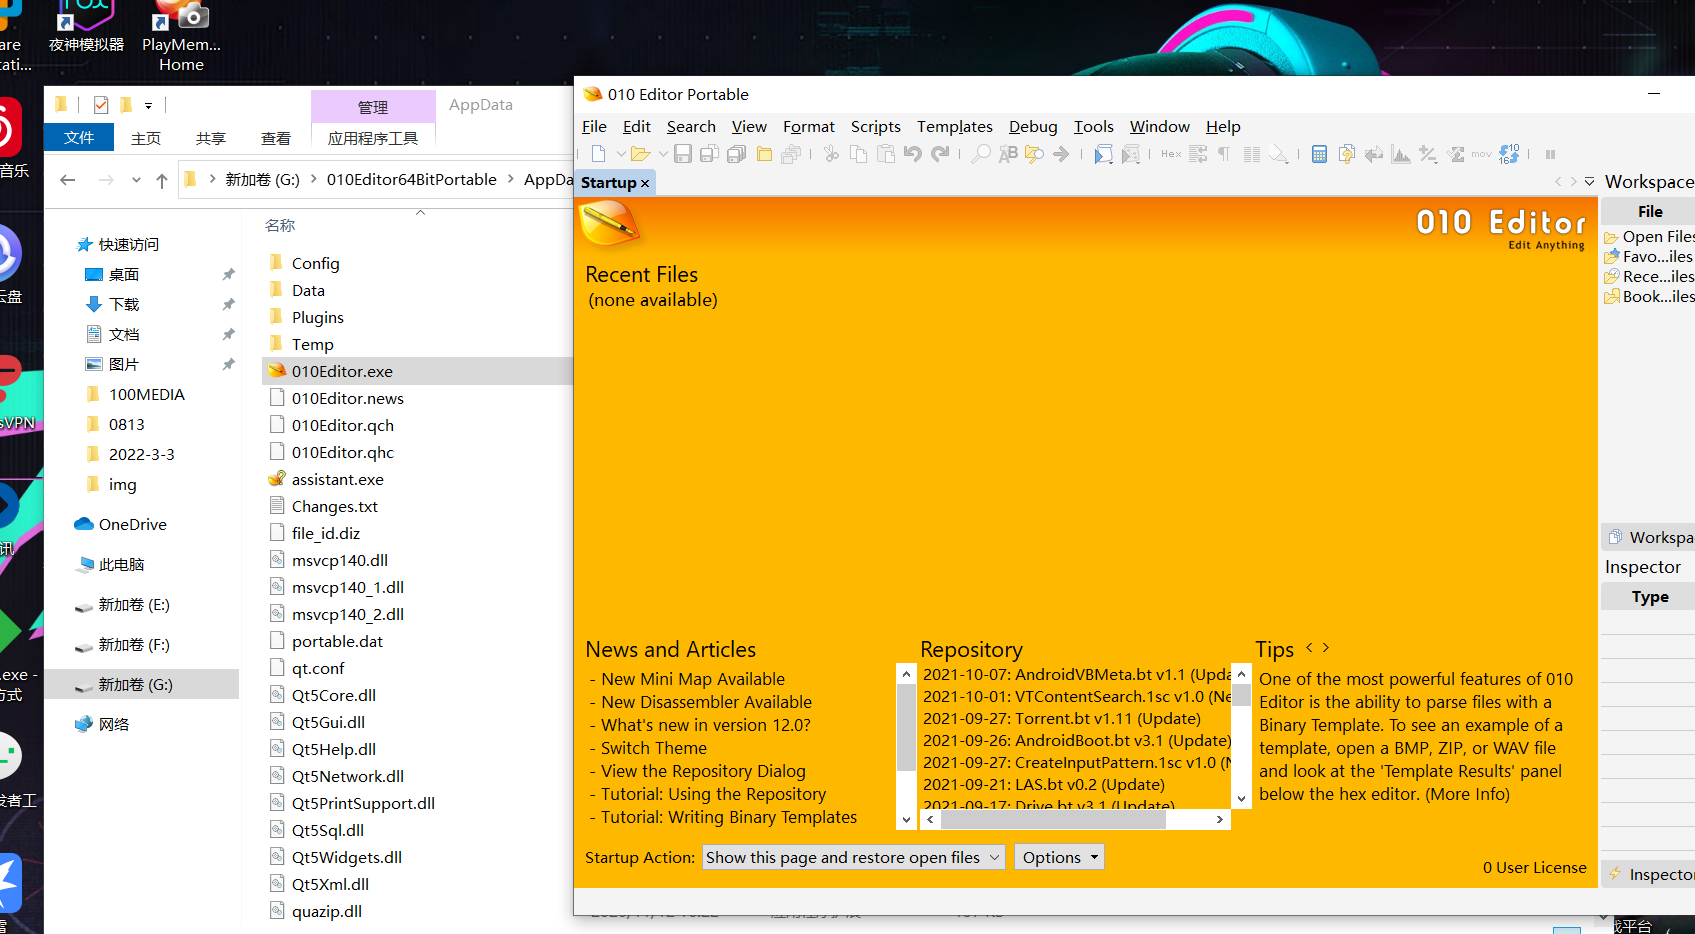 are
夜神模拟器
PlayMem...
ati...
Home
音乐
云盘
sVPN
讯
.exe -
方式
发者工
雷
管理
AppData
文件
主页
共享
查看
应用程序工具
新加卷 (G:)
010Editor64BitPortable
AppDa
快速访问
桌面
下载
文档
图片
100MEDIA
0813
2022-3-3
img
OneDrive
此电脑
新加卷 (E:)
新加卷 (F:)
新加卷 (G:)
网络
名称
Config
Data
Plugins
Temp
010Editor.exe
010Editor.news
010Editor.qch
010Editor.qhc
assistant.exe
Changes.txt
file_id.diz
msvcp140.dll
msvcp140_1.dll
msvcp140_2.dll
portable.dat
qt.conf
Qt5Core.dll
Qt5Gui.dll
Qt5Help.dll
Qt5Network.dll
Qt5PrintSupport.dll
Qt5Sql.dll
Qt5Widgets.dll
Qt5Xml.dll
quazip.dll
010 Editor Portable
File Edit Search View Format Scripts Templates Debug Tools Window Help
Hex
mov
10
16
Startup
Workspace
010 Editor
Edit Anything
Recent Files
(none available)
News and Articles
- New Mini Map Available
- New Disassembler Available
- What's new in version 12.0?
- Switch Theme
- View the Repository Dialog
- Tutorial: Using the Repository
- Tutorial: Writing Binary Templates
Repository
2021-10-07: AndroidVBMeta.bt v1.1 (Upda
2021-10-01: VTContentSearch.1sc v1.0 (Ne
2021-09-27: Torrent.bt v1.11 (Update)
2021-09-26: AndroidBoot.bt v3.1 (Update)
2021-09-27: CreateInputPattern.1sc v1.0 (N
2021-09-21: LAS.bt v0.2 (Update)
2021-09-17: Drive.bt v3.1 (Update)
Tips < >
One of the most powerful features of 010
Editor is the ability to parse files with a
Binary Template. To see an example of a
template, open a BMP, ZIP, or WAV file
and look at the 'Template Results' panel
below the hex editor. (More Info)
Startup Action:
Show this page and restore open files
Options
0 User License
File
Open Files
Favo...iles
Rece...iles
Book...iles
Workspa
Inspector
Type
Inspector
戏平台